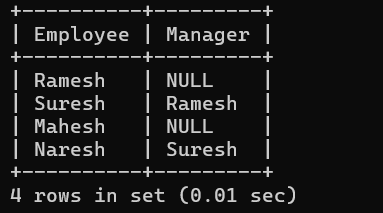 +----------+---------+
| Employee | Manager |
+----------+---------+
| Ramesh   | NULL    |
| Suresh   | Ramesh  |
| Mahesh   | NULL    |
| Naresh   | Suresh  |
+----------+---------+
4 rows in set (0.01 sec)